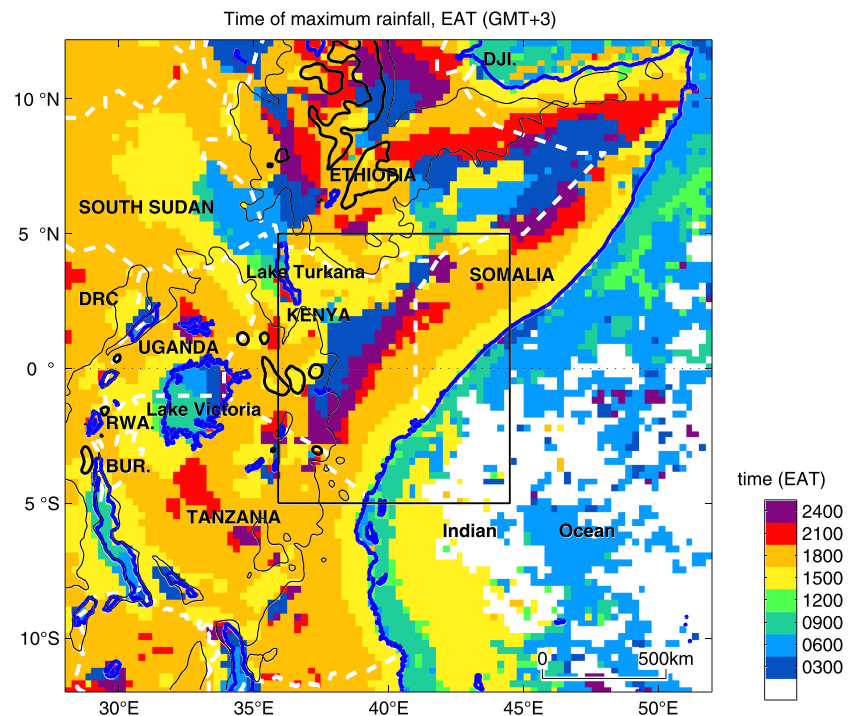 Time of maximum rainfall, EAT (GMT+3)
DJI.
10 °N
ETHIOPIA
SOUTH SUDAN
5 °N
Lake Turkana
SOMALIA
DRC
KENYA
UGANDA
0 °
Lake Victoria
RWA.
BUR.
time (EAT)
5°S
TANZANIA
Indian Ocean
2400
2100
1800
1500
1200
0900
0600
0300
10°S
0 500km
30°E 35°E 40°E 45°E 50°E